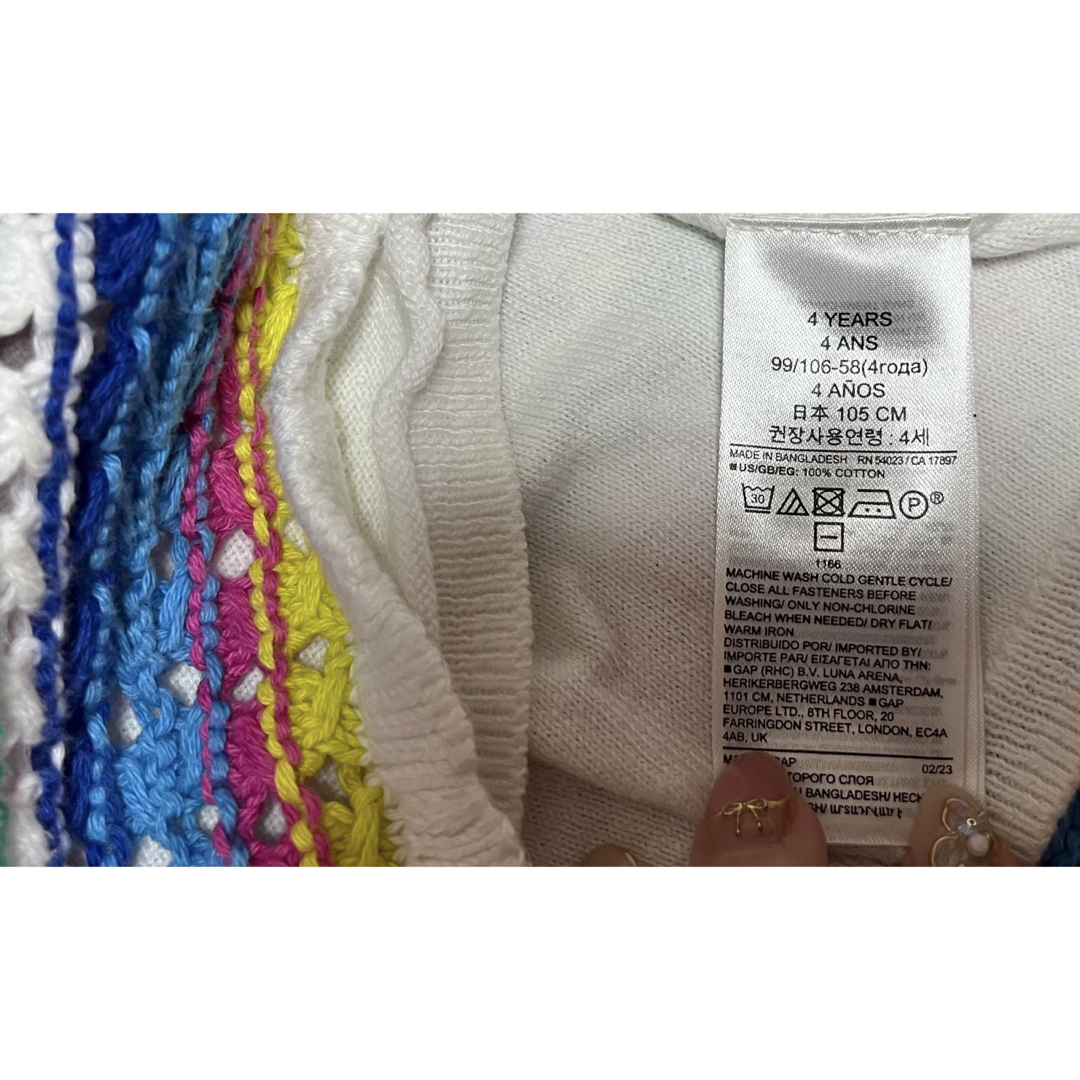 4 YEARS
4 ANS
99/106-58(4года)
4 AÑOS
日本 105 CM
권장사용연령 : 4세
MADE IN BANGLADESH RN 54023 / CA 17897
US/GB/EG: 100% COTTON
30 P ®
1166
MACHINE WASH COLD GENTLE CYCLE/
CLOSE ALL FASTENERS BEFORE
WASHING/ ONLY NON-CHLORINE
BLEACH WHEN NEEDED/ DRY FLAT/
WARM IRON
DISTRIBUIDO POR/ IMPORTED BY/
IMPORTE PAR/ ΕΙΣΑΓΕΤΑΙ ΑΠΟ ΤΗΝ:
GAP (RHC) B.V. LUNA ARENA,
HERIKERBERGWEG 238 AMSTERDAM,
1101 CM, NETHERLANDS ■GAP
EUROPE LTD., 8TH FLOOR, 20
FARRINGDON STREET, LONDON, EC4A
4AB, UK
02/23
СЛОЯ
BANGLADESH/